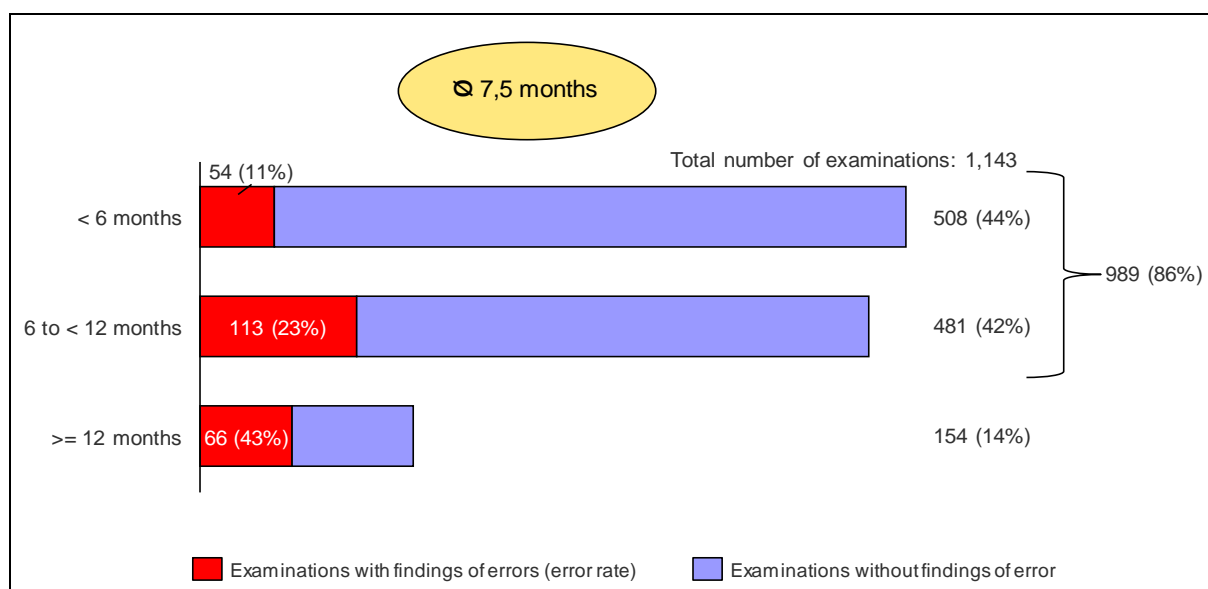 Ø 7,5 months
Total number of examinations: 1,143
54 (11%)
< 6 months
508 (44%)
989 (86%)
6 to < 12 months
113 (23%)
481 (42%)
>= 12 months
66 (43%)
154 (14%)
Examinations with findings of errors (error rate)
Examinations without findings of error